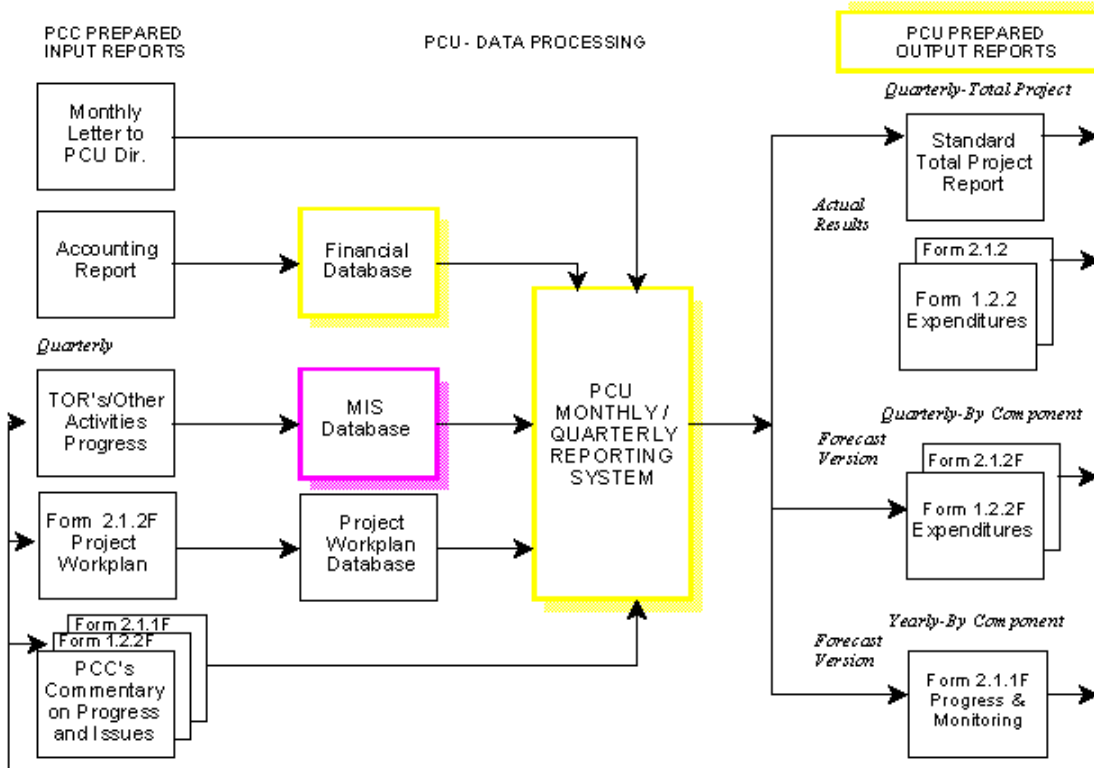 PCC PREPARED
INPUT REPORTS
PCU - DATA PROCESSING
PCU PREPARED
OUTPUT REPORTS
Monthly
Letter to
PCU Dir.
Accounting
Report
Financial
Database
Quarterly
TOR's/Other
Activities
Progress
MIS
Database
Form 2.1.2F
Project
Workplan
Project
Workplan
Database
Form 2.1.1F
Form 1.2.2F
PCC's
Commentary
on Progress
and Issues
PCU
MONTHLY /
QUARTERLY
REPORTING
SYSTEM
Quarterly-Total Project
Standard
Total Project
Report
Actual
Results
Form 2.1.2
Form 1.2.2
Expenditures
Quarterly-By Component
Forecast
Version
Form 2.1.2F
Form 1.2.2F
Expenditures
Yearly-By Component
Forecast
Version
Form 2.1.1F
Progress &
Monitoring